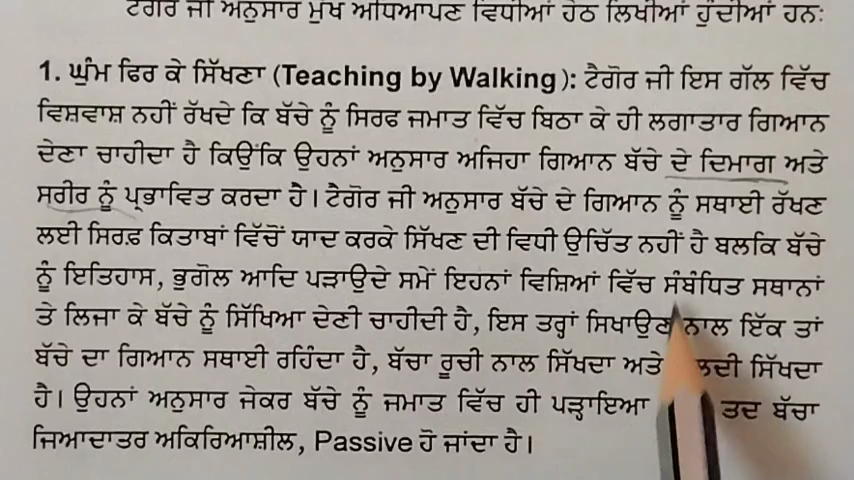 ਟੈਗੋਰ ਜੀ ਅਨੁਸਾਰ ਮੁੱਖ ਅਧਿਆਪਣ ਵਿਧੀਆਂ ਹੇਠ ਲਿਖੀਆਂ ਹੁੰਦੀਆਂ ਹਨ:
1. ਘੁੰਮ ਫਿਰ ਕੇ ਸਿੱਖਣਾ (Teaching by Walking): ਟੈਗੋਰ ਜੀ ਇਸ ਗੱਲ ਵਿੱਚ
ਵਿਸ਼ਵਾਸ਼ ਨਹੀਂ ਰੱਖਦੇ ਕਿ ਬੱਚੇ ਨੂੰ ਸਿਰਫ ਜਮਾਤ ਵਿੱਚ ਬਿਠਾ ਕੇ ਹੀ ਲਗਾਤਾਰ ਗਿਆਨ
ਦੇਣਾ ਚਾਹੀਦਾ ਹੈ ਕਿਉਂਕਿ ਉਹਨਾਂ ਅਨੁਸਾਰ ਅਜਿਹਾ ਗਿਆਨ ਬੱਚੇ ਦੇ ਦਿਮਾਗ ਅਤੇ
ਸਰੀਰ ਨੂੰ ਪ੍ਰਭਾਵਿਤ ਕਰਦਾ ਹੈ। ਟੈਗੋਰ ਜੀ ਅਨੁਸਾਰ ਬੱਚੇ ਦੇ ਗਿਆਨ ਨੂੰ ਸਥਾਈ ਰੱਖਣ
ਲਈ ਸਿਰਫ਼ ਕਿਤਾਬਾਂ ਵਿੱਚੋਂ ਯਾਦ ਕਰਕੇ ਸਿੱਖਣ ਦੀ ਵਿਧੀ ਉਚਿੱਤ ਨਹੀਂ ਹੈ ਬਲਕਿ ਬੱਚੇ
ਨੂੰ ਇਤਿਹਾਸ, ਭੁਗੋਲ ਆਦਿ ਪੜਾਉਦੇ ਸਮੇਂ ਇਹਨਾਂ ਵਿਸ਼ਿਆਂ ਵਿੱਚ ਸੰਬੰਧਿਤ ਸਥਾਨਾਂ
ਤੇ ਲਿਜਾ ਕੇ ਬੱਚੇ ਨੂੰ ਸਿੱਖਿਆ ਦੇਣੀ ਚਾਹੀਦੀ ਹੈ, ਇਸ ਤਰ੍ਹਾਂ ਸਿਖਾਉਣ ਨਾਲ ਇੱਕ ਤਾਂ
ਬੱਚੇ ਦਾ ਗਿਆਨ ਸਥਾਈ ਰਹਿੰਦਾ ਹੈ, ਬੱਚਾ ਰੂਚੀ ਨਾਲ ਸਿੱਖਦਾ ਅਤੇ ਸਿੱਖਦਾ
ਹੈ। ਉਹਨਾਂ ਅਨੁਸਾਰ ਜੇਕਰ ਬੱਚੇ ਨੂੰ ਜਮਾਤ ਵਿੱਚ ਹੀ ਪੜ੍ਹਾਇਆ ਤਦ ਬੱਚਾ
ਜਿਆਦਾਤਰ ਅਕਿਰਿਆਸ਼ੀਲ, Passive ਹੋ ਜਾਂਦਾ ਹੈ।